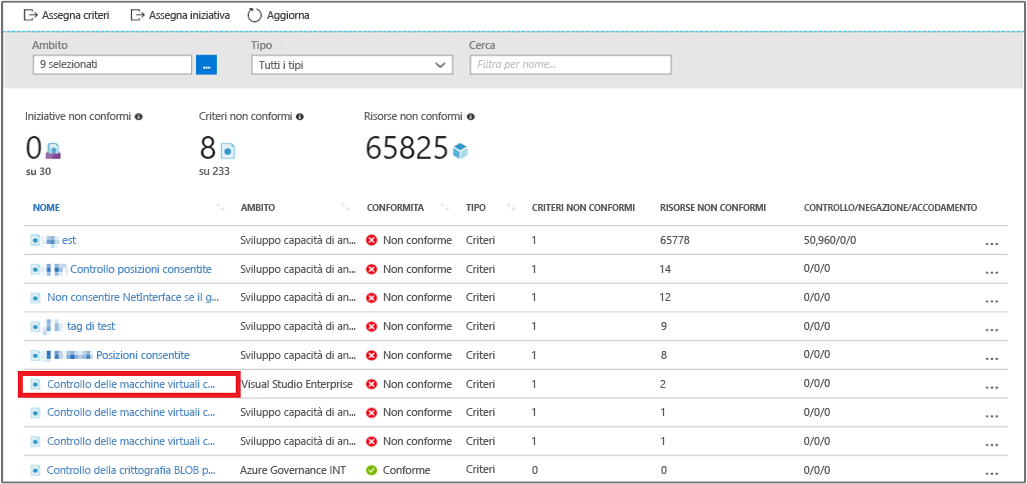 Assegna criteri Assegna iniziativa Aggiorna
Ambito Tipo Cerca
9 selezionati ... Tutti i tipi Filtra per nome...
Iniziative non conformi Criteri non conformi Risorse non conformi
0 8 65825
su 30 su 233
NOME AMBITO CONFORMITA TIPO CRITERI NON CONFORMI RISORSE NON CONFORMI CONTROLLO/NEGAZIONE/ACCODAMENTO
est Sviluppo capacità di an... Non conforme Criteri 1 65778 50,960/0/0 ...
Controllo posizioni consentite Sviluppo capacità di an... Non conforme Criteri 1 14 0/0/0 ...
Non consentire NetInterface se il g... Sviluppo capacità di an... Non conforme Criteri 1 12 0/0/0 ...
tag di test Sviluppo capacità di an... Non conforme Criteri 1 9 0/0/0 ...
Posizioni consentite Sviluppo capacità di an... Non conforme Criteri 1 8 0/0/0 ...
Controllo delle macchine virtuali c... Visual Studio Enterprise Non conforme Criteri 1 2 0/0/0 ...
Controllo delle macchine virtuali c... Sviluppo capacità di an... Non conforme Criteri 1 1 0/0/0 ...
Controllo delle macchine virtuali c... Sviluppo capacità di an... Non conforme Criteri 1 1 0/0/0 ...
Controllo della crittografia BLOB p... Azure Governance INT Conforme Criteri 0 0 0/0/0 ...